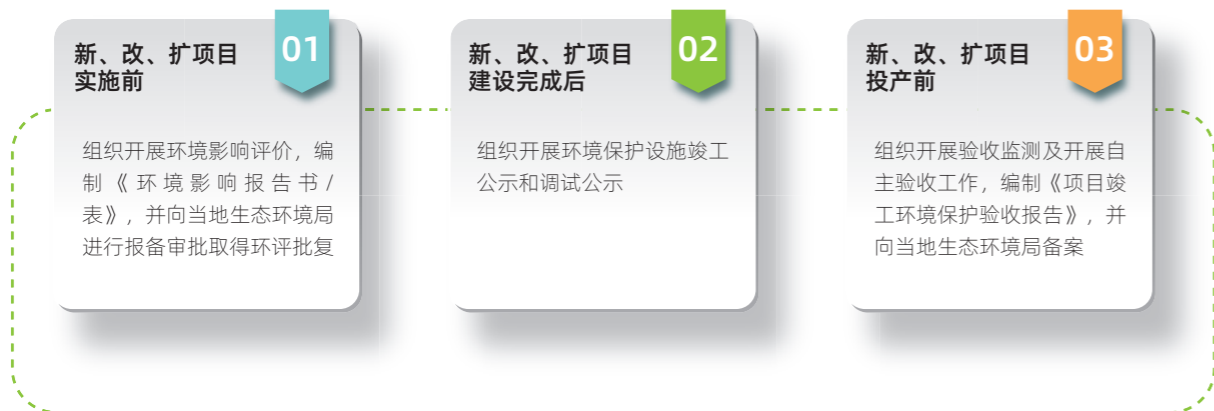 01
新、改、扩项目
实施前
组织开展环境影响评价，编
制《环境影响报告书/
表》，并向当地生态环境局
进行报备审批取得环评批复
02
新、改、扩项目
建设完成后
组织开展环境保护设施竣工
公示和调试公示
03
新、改、扩项目
投产前
组织开展验收监测及开展自
主验收工作，编制《项目竣
工环境保护验收报告》，并
向当地生态环境局备案